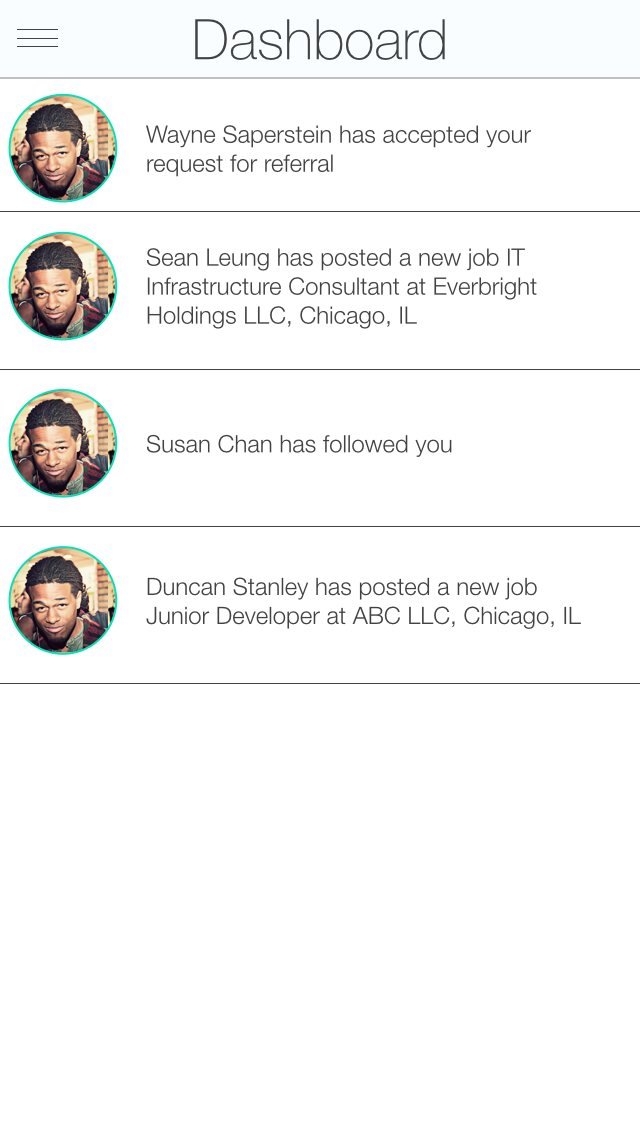 Dashboard
Wayne Saperstein has accepted your
request for referral
Sean Leung has posted a new job IT
Infrastructure Consultant at Everbright
Holdings LLC, Chicago, IL
Susan Chan has followed you
Duncan Stanley has posted a new job
Junior Developer at ABC LLC, Chicago, IL